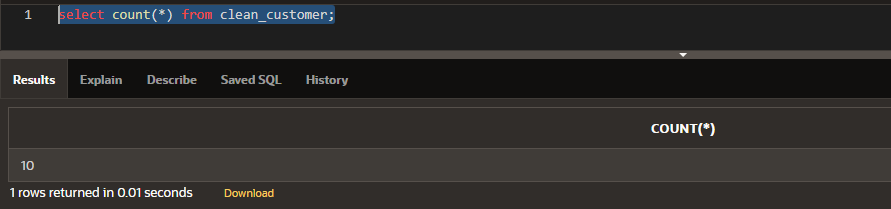 1 select count(*) from clean_customer;
Results Explain Describe Saved SQL History
COUNT(*)
10
1 rows returned in 0.01 seconds Download